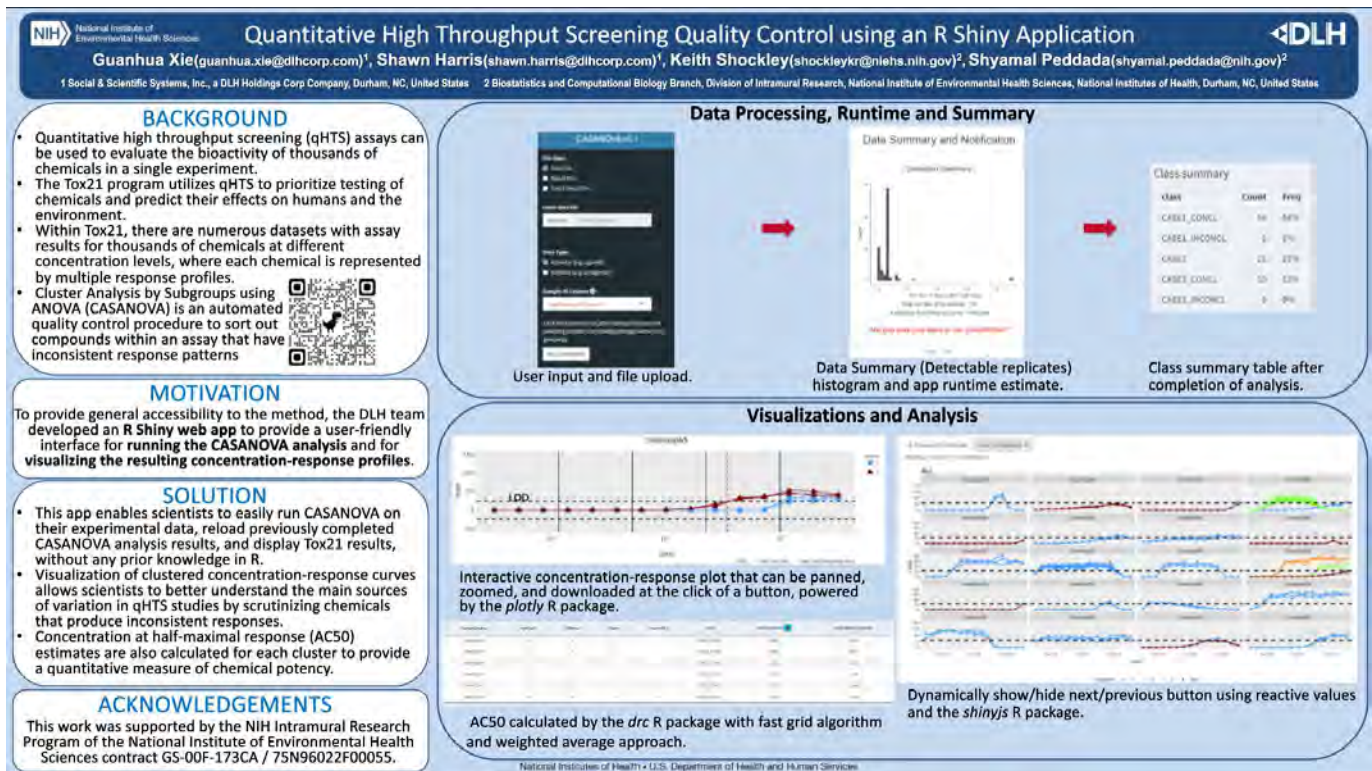 NIH National Institute of
Environmental Health Sciences
Quantitative High Throughput Screening Quality Control using an R Shiny Application
DLH
Guanhua Xie(guanhua.xie@dlhcorp.com)¹, Shawn Harris(shawn.harris@dlhcorp.com)¹, Keith Shockley(shockleykr@niehs.nih.gov)², Shyamal Peddada(shyamal.peddada@nih.gov)²
1 Social & Scientific Systems, Inc., a DLH Holdings Corp Company, Durham, NC, United States 2 Biostatistics and Computational Biology Branch, Division of Intramural Research, National Institute of Environmental Health Sciences, National Institutes of Health, Durham, NC, United States
BACKGROUND
• Quantitative high throughput screening (qHTS) assays can
be used to evaluate the bioactivity of thousands of
chemicals in a single experiment.
• The Tox21 program utilizes qHTS to prioritize testing of
chemicals and predict their effects on humans and the
environment.
• Within Tox21, there are numerous datasets with assay
results for thousands of chemicals at different
concentration levels, where each chemical is represented
by multiple response profiles.
• Cluster Analysis by Subgroups using
ANOVA (CASANOVA) is an automated
quality control procedure to sort out
compounds within an assay that have
inconsistent response patterns
MOTIVATION
To provide general accessibility to the method, the DLH team
developed an R Shiny web app to provide a user-friendly
interface for running the CASANOVA analysis and for
visualizing the resulting concentration-response profiles.
SOLUTION
• This app enables scientists to easily run CASANOVA on
their experimental data, reload previously completed
CASANOVA analysis results, and display Tox21 results,
without any prior knowledge in R.
• Visualization of clustered concentration-response curves
allows scientists to better understand the main sources
of variation in qHTS studies by scrutinizing chemicals
that produce inconsistent responses.
• Concentration at half-maximal response (AC50)
estimates are also calculated for each cluster to provide
a quantitative measure of chemical potency.
ACKNOWLEDGEMENTS
This work was supported by the NIH Intramural Research
Program of the National Institute of Environmental Health
Sciences contract GS-00F-173CA / 75N96022F00055.
Data Processing, Runtime and Summary
User input and file upload.
Data Summary and Notification
Data Summary (Detectable replicates)
histogram and app runtime estimate.
Class summary
class Count Freq
Class summary table after
completion of analysis.
Visualizations and Analysis
LOD
Interactive concentration-response plot that can be panned,
zoomed, and downloaded at the click of a button, powered
by the plotly R package.
AC50 calculated by the drc R package with fast grid algorithm
and weighted average approach.
Dynamically show/hide next/previous button using reactive values
and the shinyjs R package.
National Institutes of Health • U.S. Department of Health and Human Services